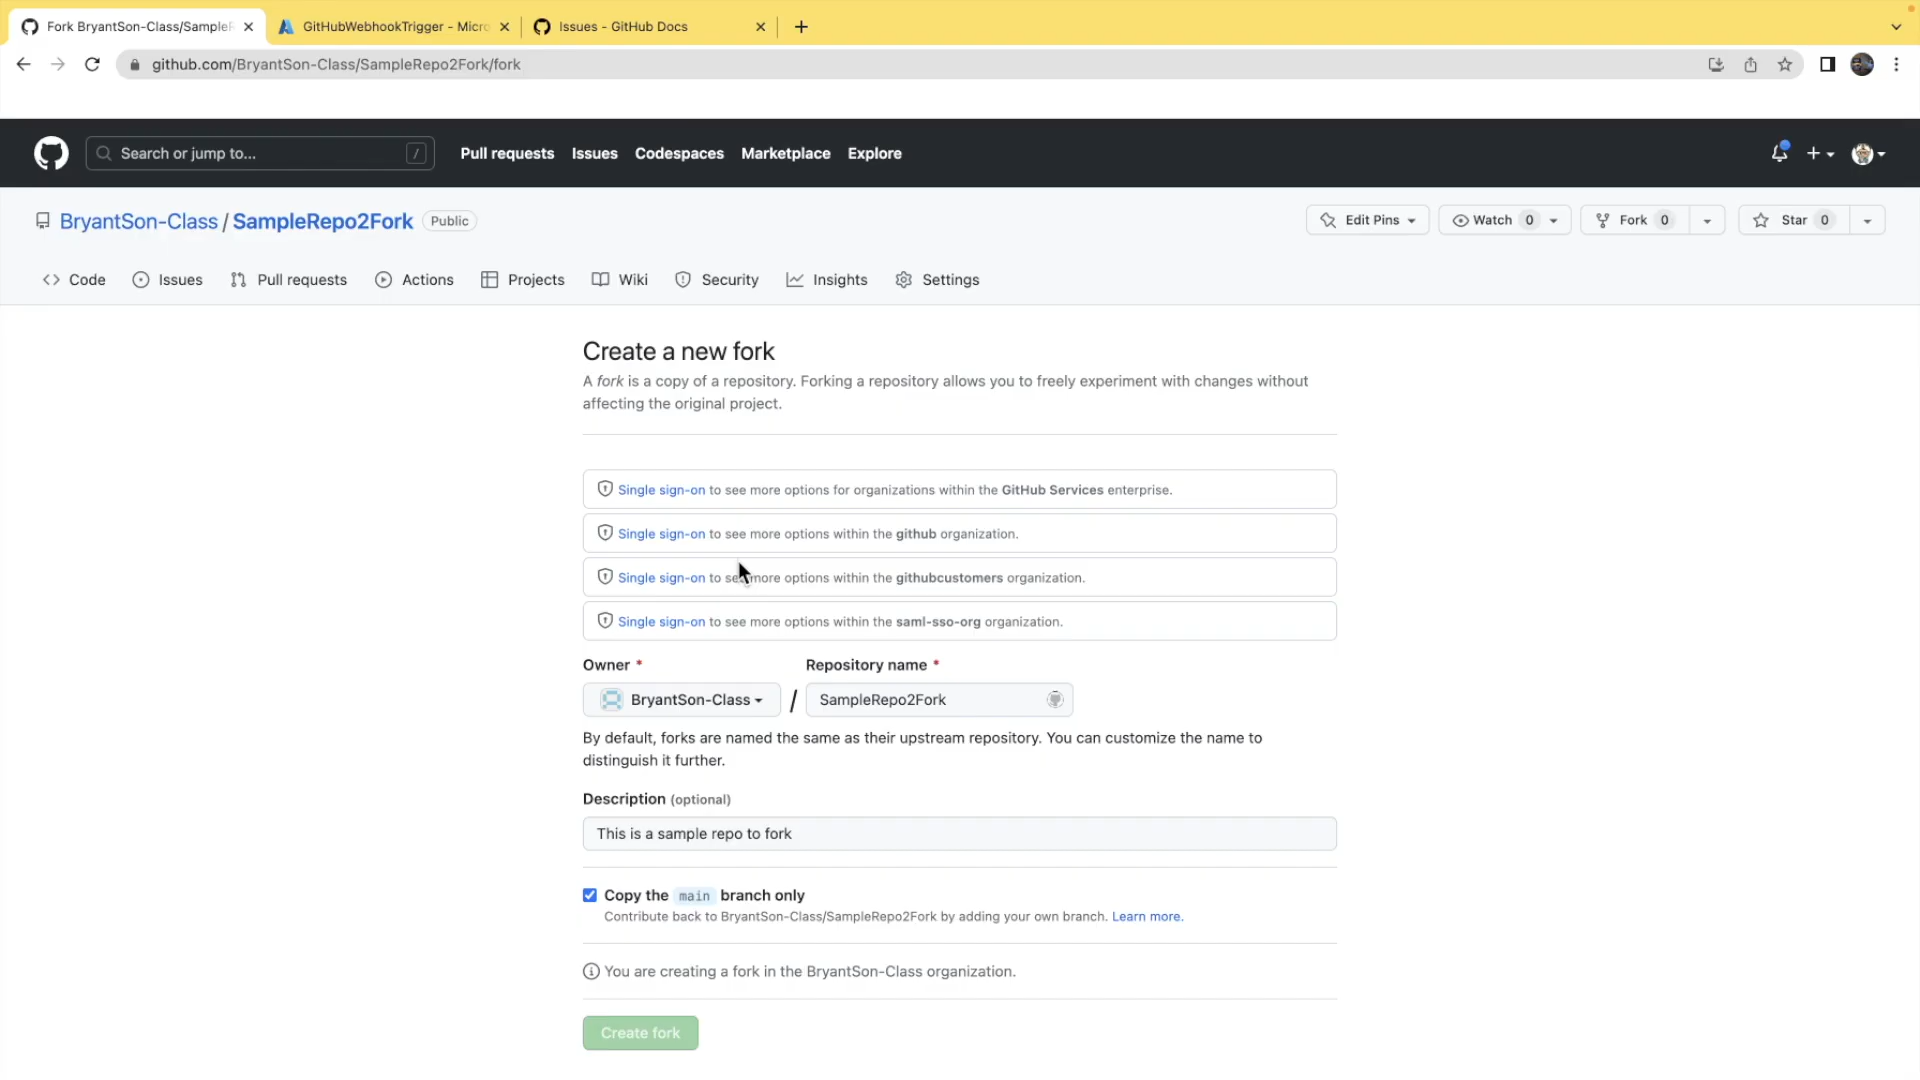 Fork BryantSon-Class/SampleR
GitHubWebhookTrigger - Micro
Issues - GitHub Docs
github.com/BryantSon-Class/SampleRepo2Fork/fork
Search or jump to...
/
Pull requests
Issues
Codespaces
Marketplace
Explore
BryantSon-Class / SampleRepo2Fork
Public
Edit Pins
Watch 0
Fork 0
Star 0
Code
Issues
Pull requests
Actions
Projects
Wiki
Security
Insights
Settings
Create a new fork
A fork is a copy of a repository. Forking a repository allows you to freely experiment with changes without
affecting the original project.
Single sign-on to see more options for organizations within the GitHub Services enterprise.
Single sign-on to see more options within the github organization.
Single sign-on to see more options within the githubcustomers organization.
Single sign-on to see more options within the saml-sso-org organization.
Owner *
Repository name *
BryantSon-Class
/
SampleRepo2Fork
By default, forks are named the same as their upstream repository. You can customize the name to
distinguish it further.
Description (optional)
This is a sample repo to fork
Copy the main branch only
Contribute back to BryantSon-Class/SampleRepo2Fork by adding your own branch. Learn more.
You are creating a fork in the BryantSon-Class organization.
Create fork